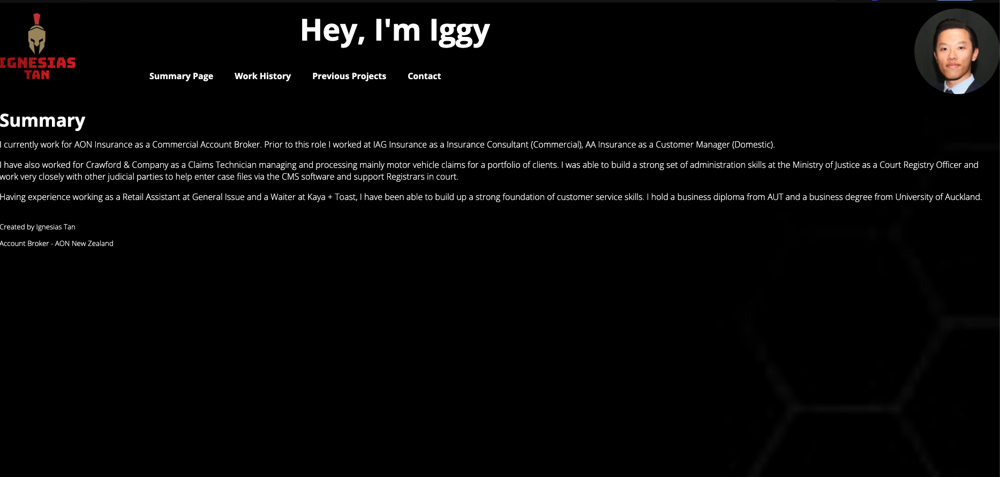 Hey, I'm Iggy
IGNESIAS
TAN
Summary Page Work History Previous Projects Contact
Summary
I currently work for AON Insurance as a Commercial Account Broker. Prior to this role I worked at IAG Insurance as a Insurance Consultant (Commercial), AA Insurance as a Customer Manager (Domestic).
I have also worked for Crawford & Company as a Claims Technician managing and processing mainly motor vehicle claims for a portfolio of clients. I was able to build a strong set of administration skills at the Ministry of Justice as a Court Registry Officer and
work very closely with other judicial parties to help enter case files via the CMS software and support Registrars in court.
Having experience working as a Retail Assistant at General Issue and a Waiter at Kaya + Toast, I have been able to build up a strong foundation of customer service skills. I hold a business diploma from AUT and a business degree from University of Auckland.
Created by Ignesias Tan
Account Broker - AON New Zealand